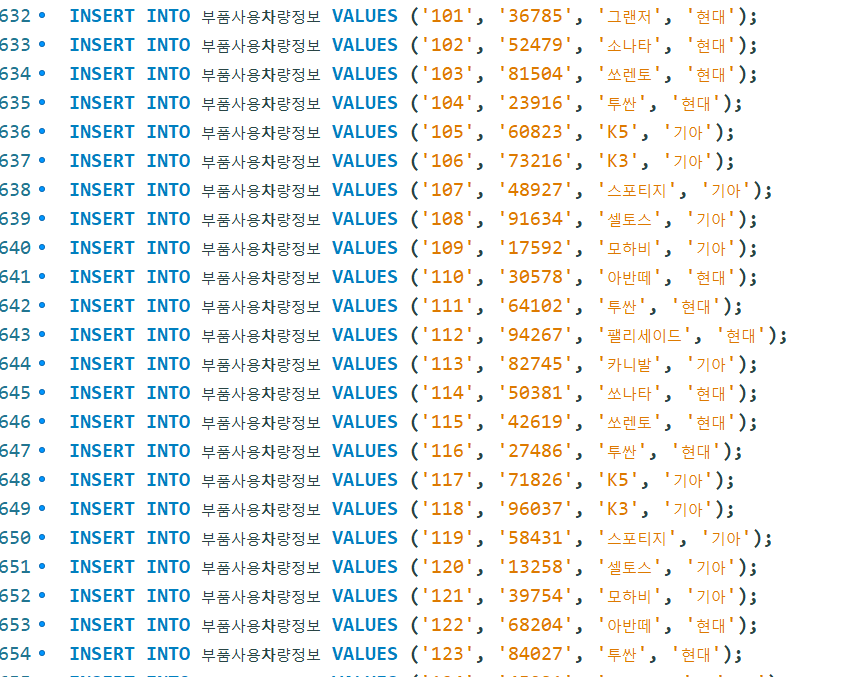 632 INSERT INTO 부품사용차량정보 VALUES ('101', '36785', '그랜저', '현대');
633 INSERT INTO 부품사용차량정보 VALUES ('102', '52479', '소나타', '현대');
634 INSERT INTO 부품사용차량정보 VALUES ('103', '81504', '쏘렌토', '현대');
635 INSERT INTO 부품사용차량정보 VALUES ('104', '23916', '투싼', '현대');
636 INSERT INTO 부품사용차량정보 VALUES ('105', '60823', 'K5', '기아');
637 INSERT INTO 부품사용차량정보 VALUES ('106', '73216', 'K3', '기아');
638 INSERT INTO 부품사용차량정보 VALUES ('107', '48927', '스포티지', '기아');
639 INSERT INTO 부품사용차량정보 VALUES ('108', '91634', '셀토스', '기아');
640 INSERT INTO 부품사용차량정보 VALUES ('109', '17592', '모하비', '기아');
641 INSERT INTO 부품사용차량정보 VALUES ('110', '30578', '아반떼', '현대');
642 INSERT INTO 부품사용차량정보 VALUES ('111', '64102', '투싼', '현대');
643 INSERT INTO 부품사용차량정보 VALUES ('112', '94267', '팰리세이드', '현대');
644 INSERT INTO 부품사용차량정보 VALUES ('113', '82745', '카니발', '기아');
645 INSERT INTO 부품사용차량정보 VALUES ('114', '50381', '쏘나타', '현대');
646 INSERT INTO 부품사용차량정보 VALUES ('115', '42619', '쏘렌토', '현대');
647 INSERT INTO 부품사용차량정보 VALUES ('116', '27486', '투싼', '현대');
648 INSERT INTO 부품사용차량정보 VALUES ('117', '71826', 'K5', '기아');
649 INSERT INTO 부품사용차량정보 VALUES ('118', '96037', 'K3', '기아');
650 INSERT INTO 부품사용차량정보 VALUES ('119', '58431', '스포티지', '기아');
651 INSERT INTO 부품사용차량정보 VALUES ('120', '13258', '셀토스', '기아');
652 INSERT INTO 부품사용차량정보 VALUES ('121', '39754', '모하비', '기아');
653 INSERT INTO 부품사용차량정보 VALUES ('122', '68204', '아반떼', '현대');
654 INSERT INTO 부품사용차량정보 VALUES ('123', '84027', '투싼', '현대');